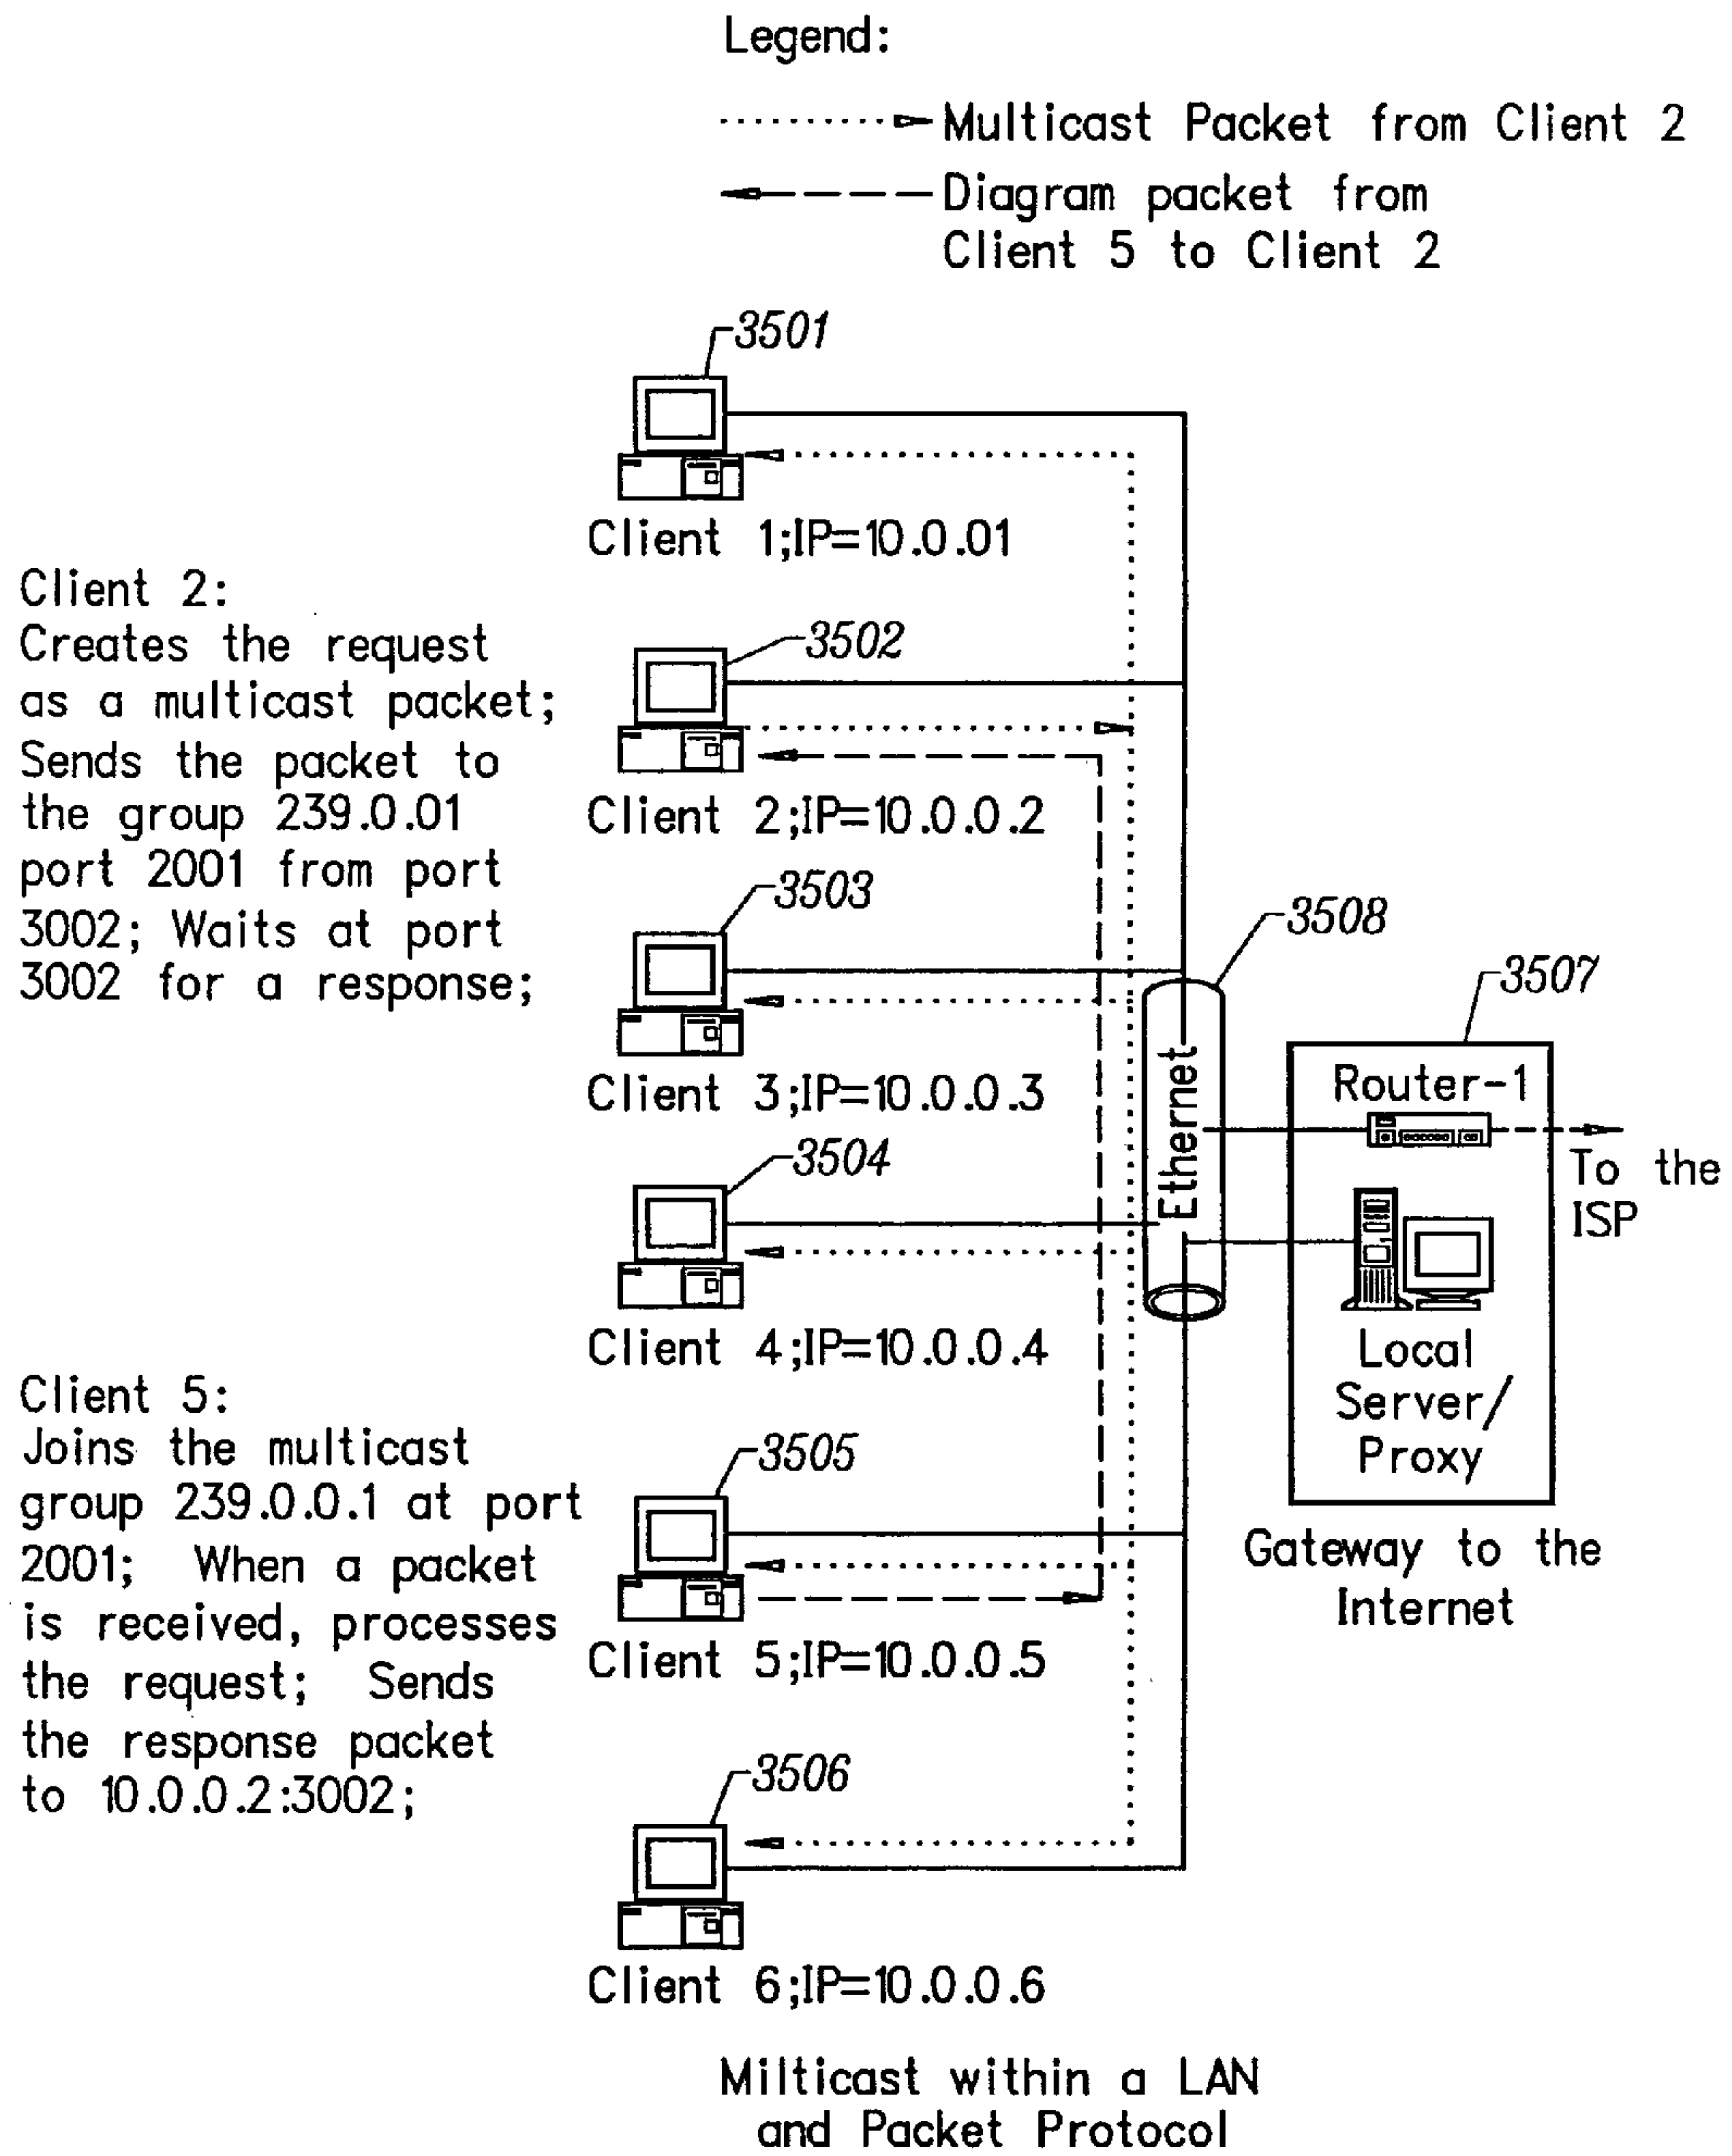 Legend:
Multicast Packet from Client 2
Diagram packet from
Client 5 to Client 2
3501
Client 1;IP=10.0.01
Client 2:
Creates the request
as a multicast packet;
Sends the packet to
the group 239.0.01
port 2001 from port
3002; Waits at port
3002 for a response;
3502
Client 2;IP=10.0.0.2
3503
Client 3;IP=10.0.0.3
3508
Ethernet
3507
Router-1
To the
ISP
Local
Server/
Proxy
Gateway to the
Internet
3504
Client 4;IP=10.0.0.4
Client 5:
Joins the multicast
group 239.0.0.1 at port
2001; When a packet
is received, processes
the request; Sends
the response packet
to 10.0.0.2:3002;
3505
Client 5;IP=10.0.0.5
3506
Client 6;IP=10.0.0.6
Milticast within a LAN
and Packet Protocol